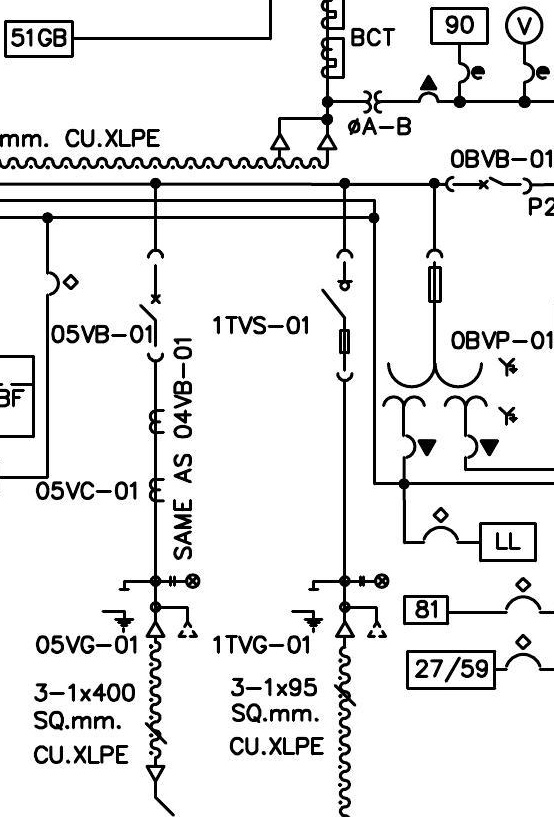 51GB
BCT
90
V
e
e
øA-B
mm. CU.XLPE
0BVB-01
P2
05VB-01
1TVS-01
0BVP-01
BF
SAME AS 04VB-01
05VC-01
LL
81
05VG-01
1TVG-01
27/59
3-1x400
SQ.mm.
CU.XLPE
3-1x95
SQ.mm.
CU.XLPE